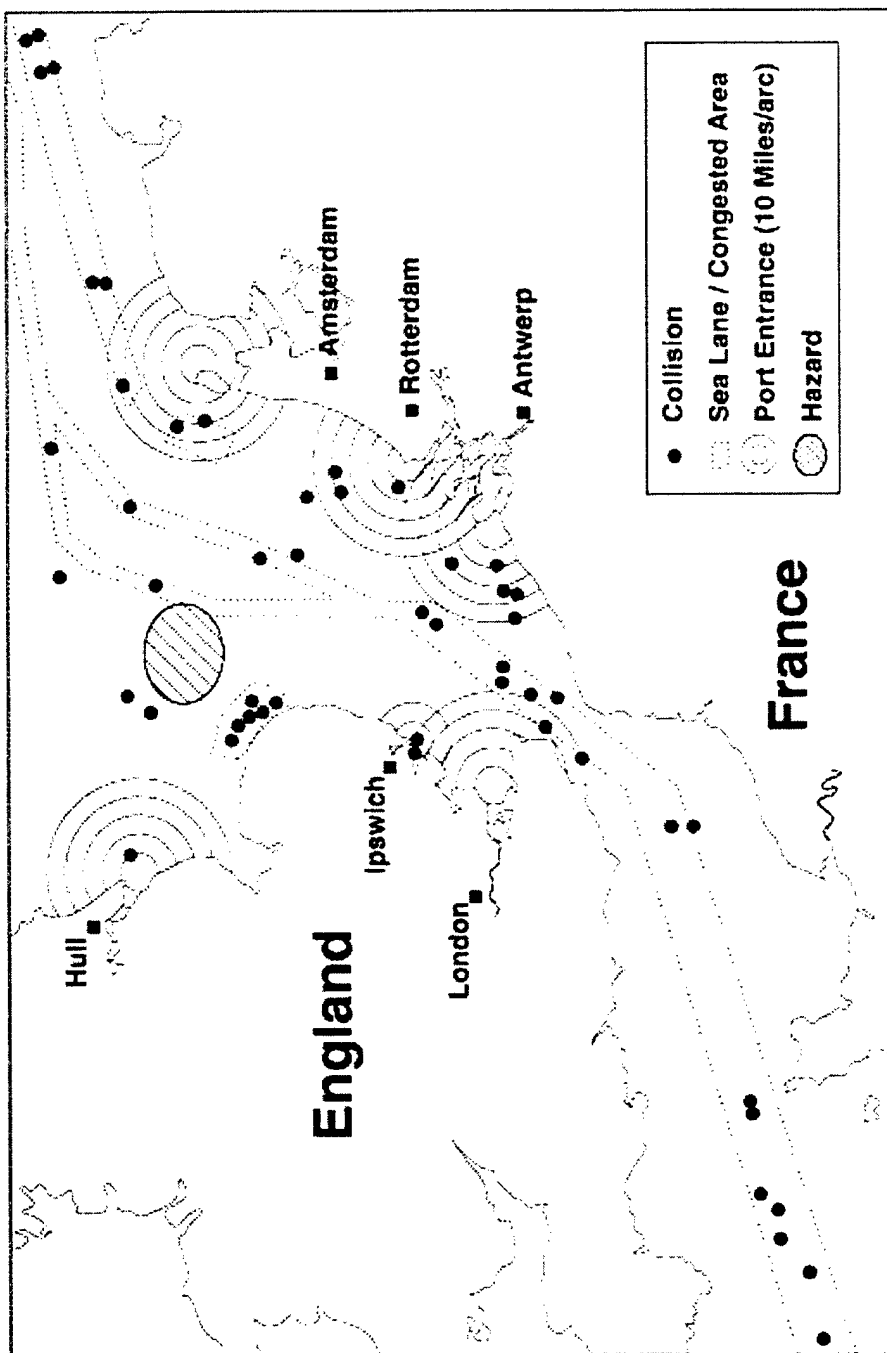 Hull
England
Ipswich
London
Amsterdam
Rotterdam
Antwerp
France
Collision
Sea Lane / Congested Area
Port Entrance (10 Miles/arc)
Hazard